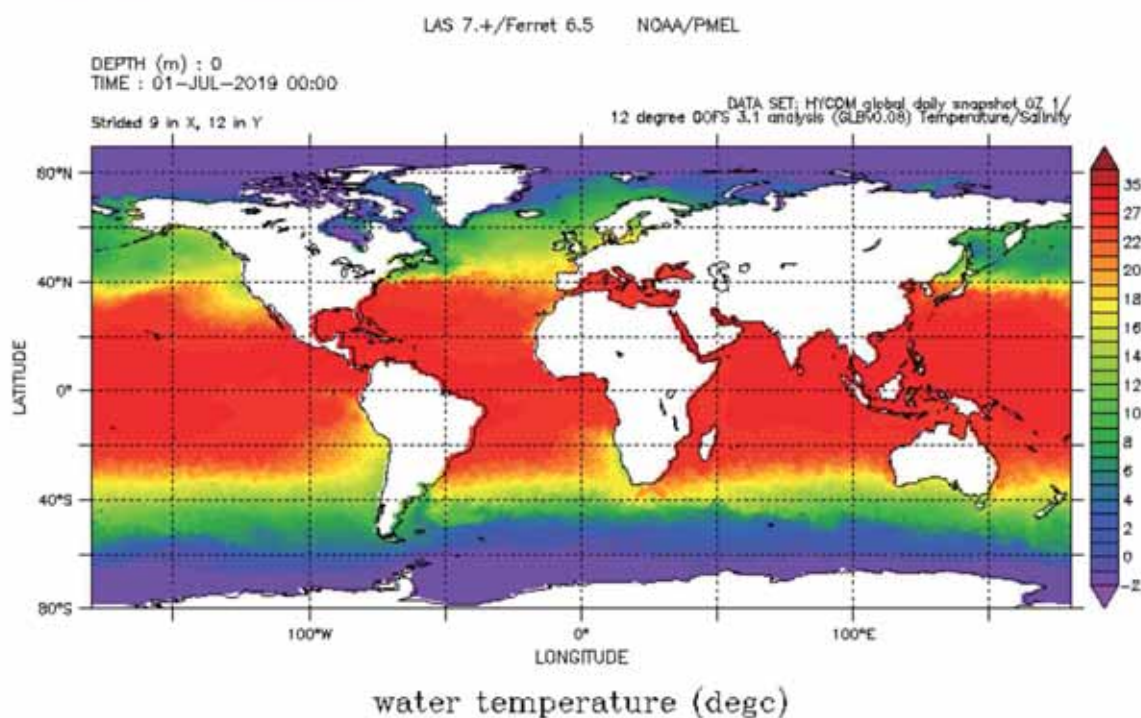 LAS 7.+/Ferret 6.5 NOAA/PMEL
DEPTH (m) : 0
TIME : 01-JUL-2019 00:00
DATA SET: HYCOM global daily snapshot 0Z 1/
Strided 9 in X, 12 in Y
12 degree GOFS 3.1 analysis (GLBv0.08) Temperature/Salinity
80°N
40°N
0°
40°S
80°S
LATITUDE
100°W 0° 100°E
LONGITUDE
35
27
22
20
18
16
14
12
10
8
6
4
2
0
-2
water temperature (degc)